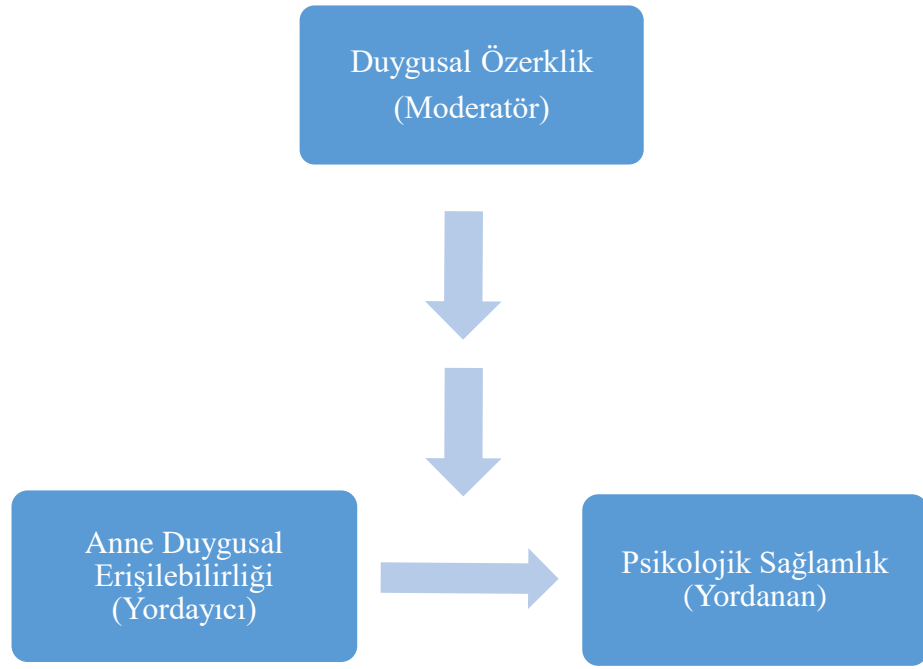 Duygusal Özerklik
(Moderatör)
Anne Duygusal
Erişilebilirliği
(Yordayıcı)
Psikolojik Sağlamlık
(Yordanan)